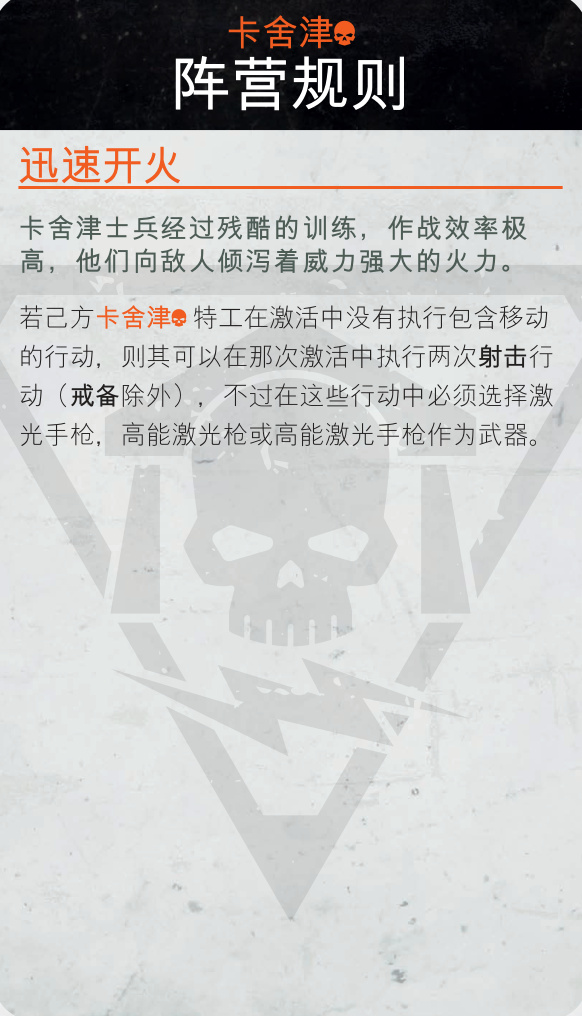 卡舍津
阵营规则
迅速开火
卡舍津士兵经过残酷的训练，作战效率极
高，他们向敌人倾泻着威力强大的火力。
若己方卡舍津 特工在激活中没有执行包含移动
的行动，则其可以在那次激活中执行两次射击行
动（戒备除外），不过在这些行动中必须选择激
光手枪，高能激光枪或高能激光手枪作为武器。